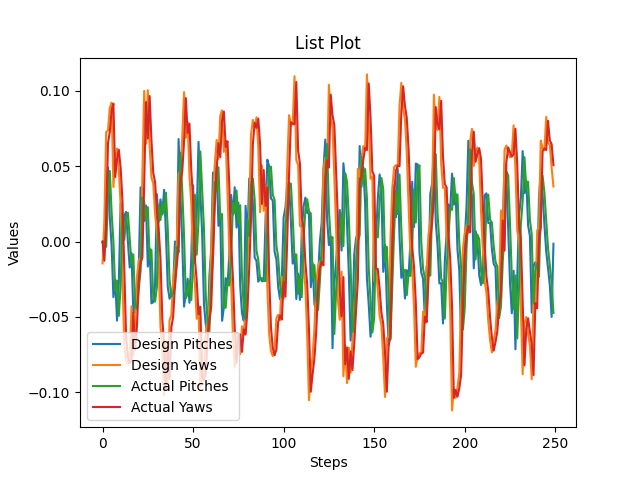 List Plot
Values
0.10
0.05
0.00
−0.05
−0.10
Design Pitches
Design Yaws
Actual Pitches
Actual Yaws
0 50 100 150 200 250
Steps